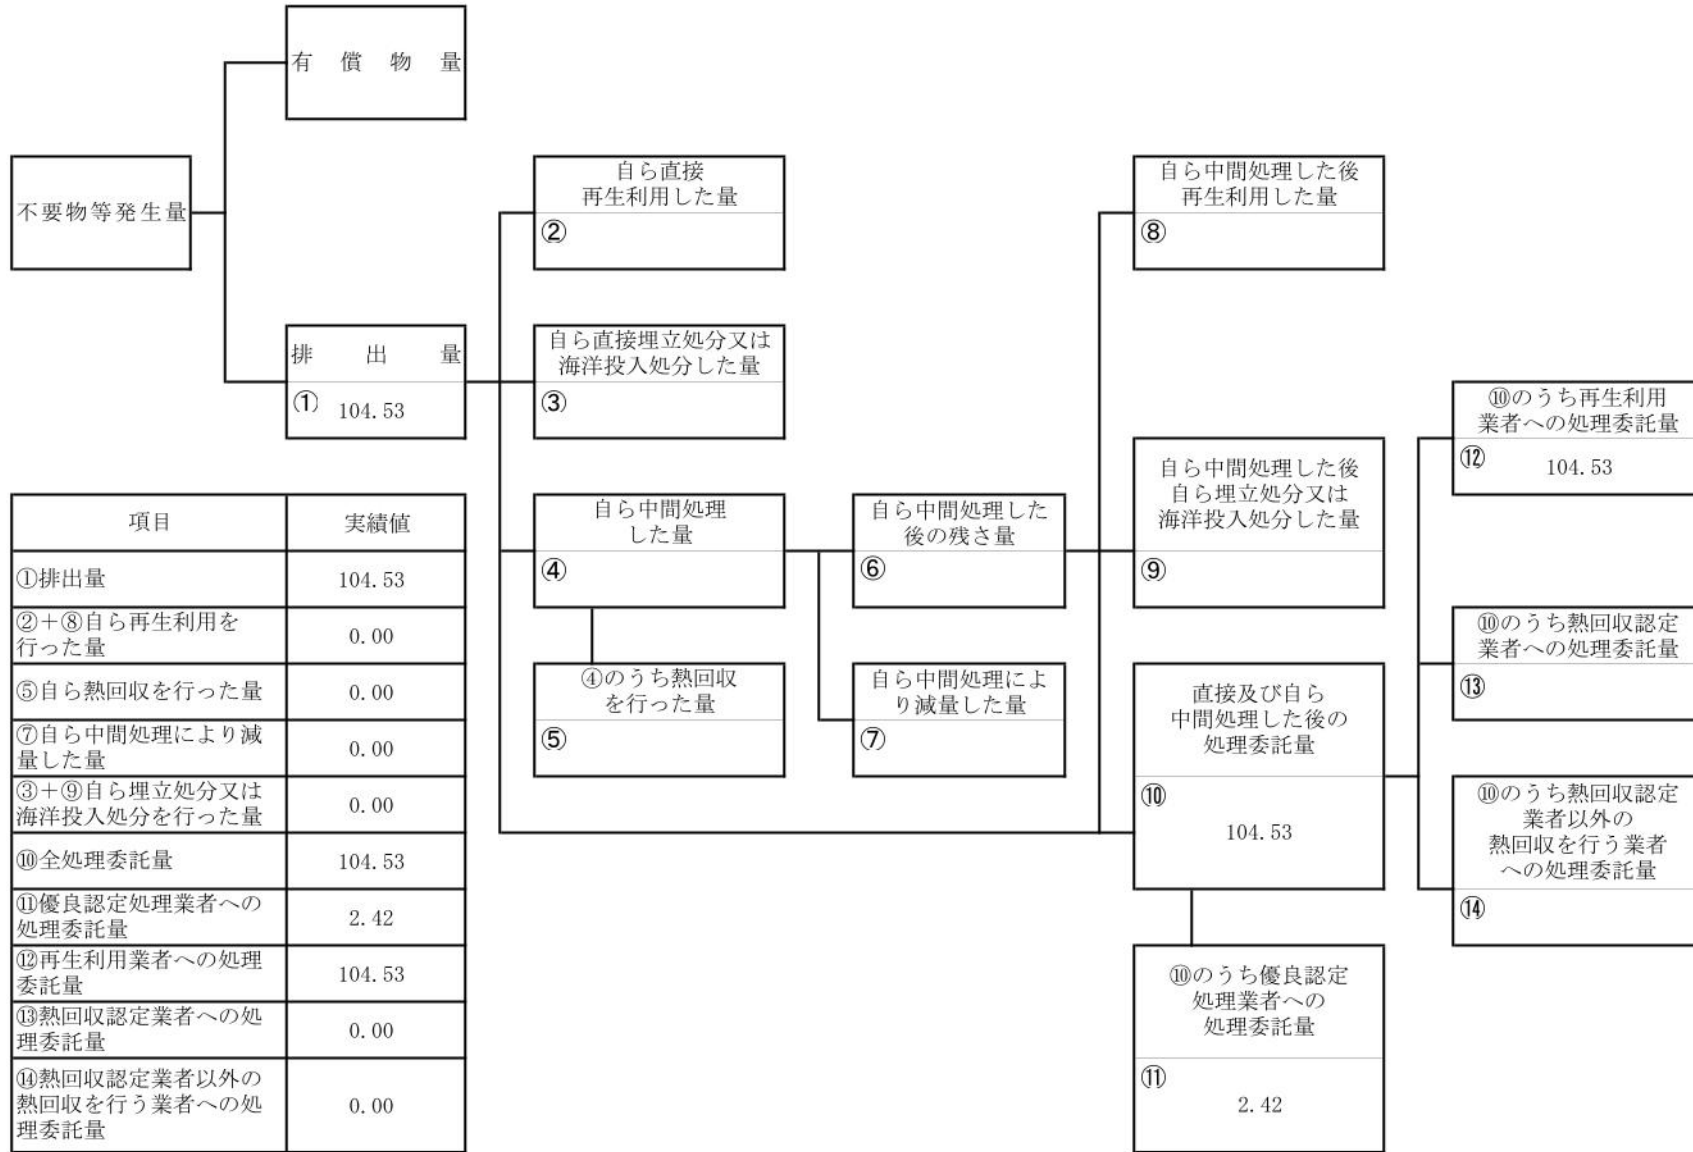 有償物量
不要物等発生量
自ら直接
再生利用した量
②
自ら中間処理した後
再生利用した量
⑧
排出量
① 104.53
自ら直接埋立処分又は
海洋投入処分した量
③
⑩のうち再生利用
業者への処理委託量
⑫ 104.53
自ら中間処理
した量
④
自ら中間処理した
後の残さ量
⑥
自ら中間処理した後
自ら埋立処分又は
海洋投入処分した量
⑨
④のうち熱回収
を行った量
⑤
自ら中間処理によ
り減量した量
⑦
直接及び自ら
中間処理した後の
処理委託量
⑩
104.53
⑩のうち熱回収認定
業者への処理委託量
⑬
⑩のうち熱回収認定
業者以外の
熱回収を行う業者
への処理委託量
⑭
⑩のうち優良認定
処理業者への
処理委託量
⑪
2.42
項目 実績値
①排出量 104.53
②＋⑧自ら再生利用を
行った量 0.00
⑤自ら熱回収を行った量 0.00
⑦自ら中間処理により減
量した量 0.00
③＋⑨自ら埋立処分又は
海洋投入処分を行った量 0.00
⑩全処理委託量 104.53
⑪優良認定処理業者への
処理委託量 2.42
⑫再生利用業者への処理
委託量 104.53
⑬熱回収認定業者への処
理委託量 0.00
⑭熱回収認定業者以外の
熱回収を行う業者への処
理委託量 0.00